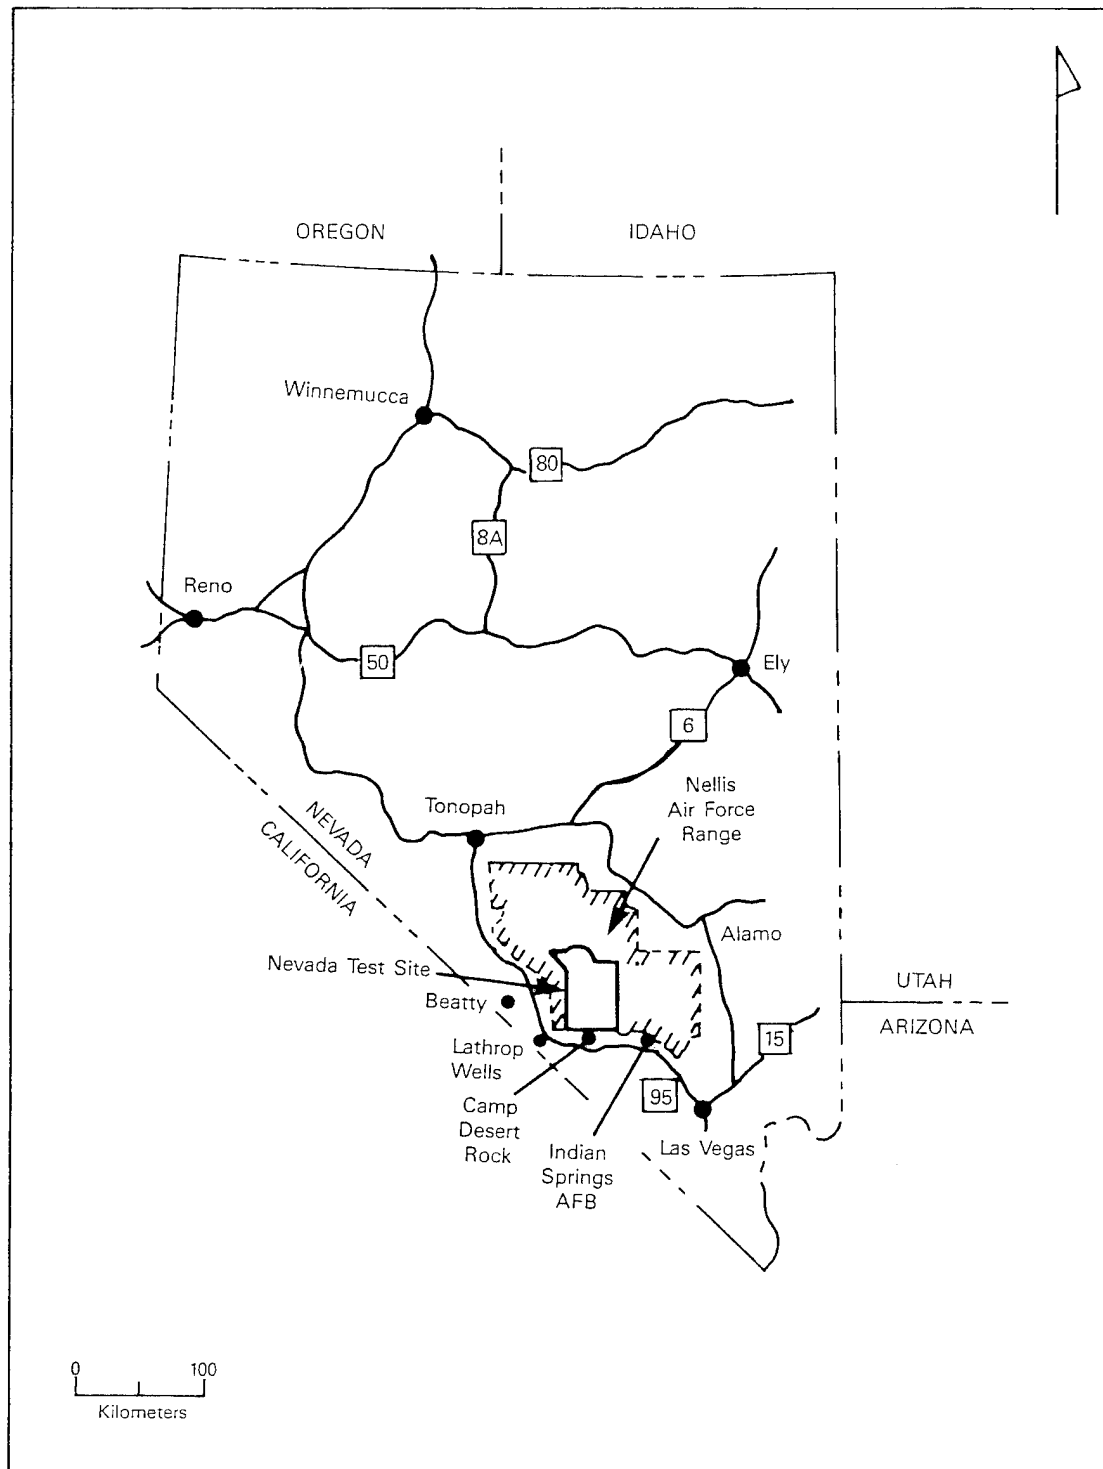 OREGON
IDAHO
Winnemucca
80
8A
Reno
50
Ely
6
Nellis
Air Force
Range
Tonopah
NEVADA
CALIFORNIA
Alamo
Nevada Test Site
Beatty
UTAH
ARIZONA
15
Lathrop
Wells
95
Camp
Desert
Rock
Las Vegas
Indian
Springs
AFB
0 100
Kilometers